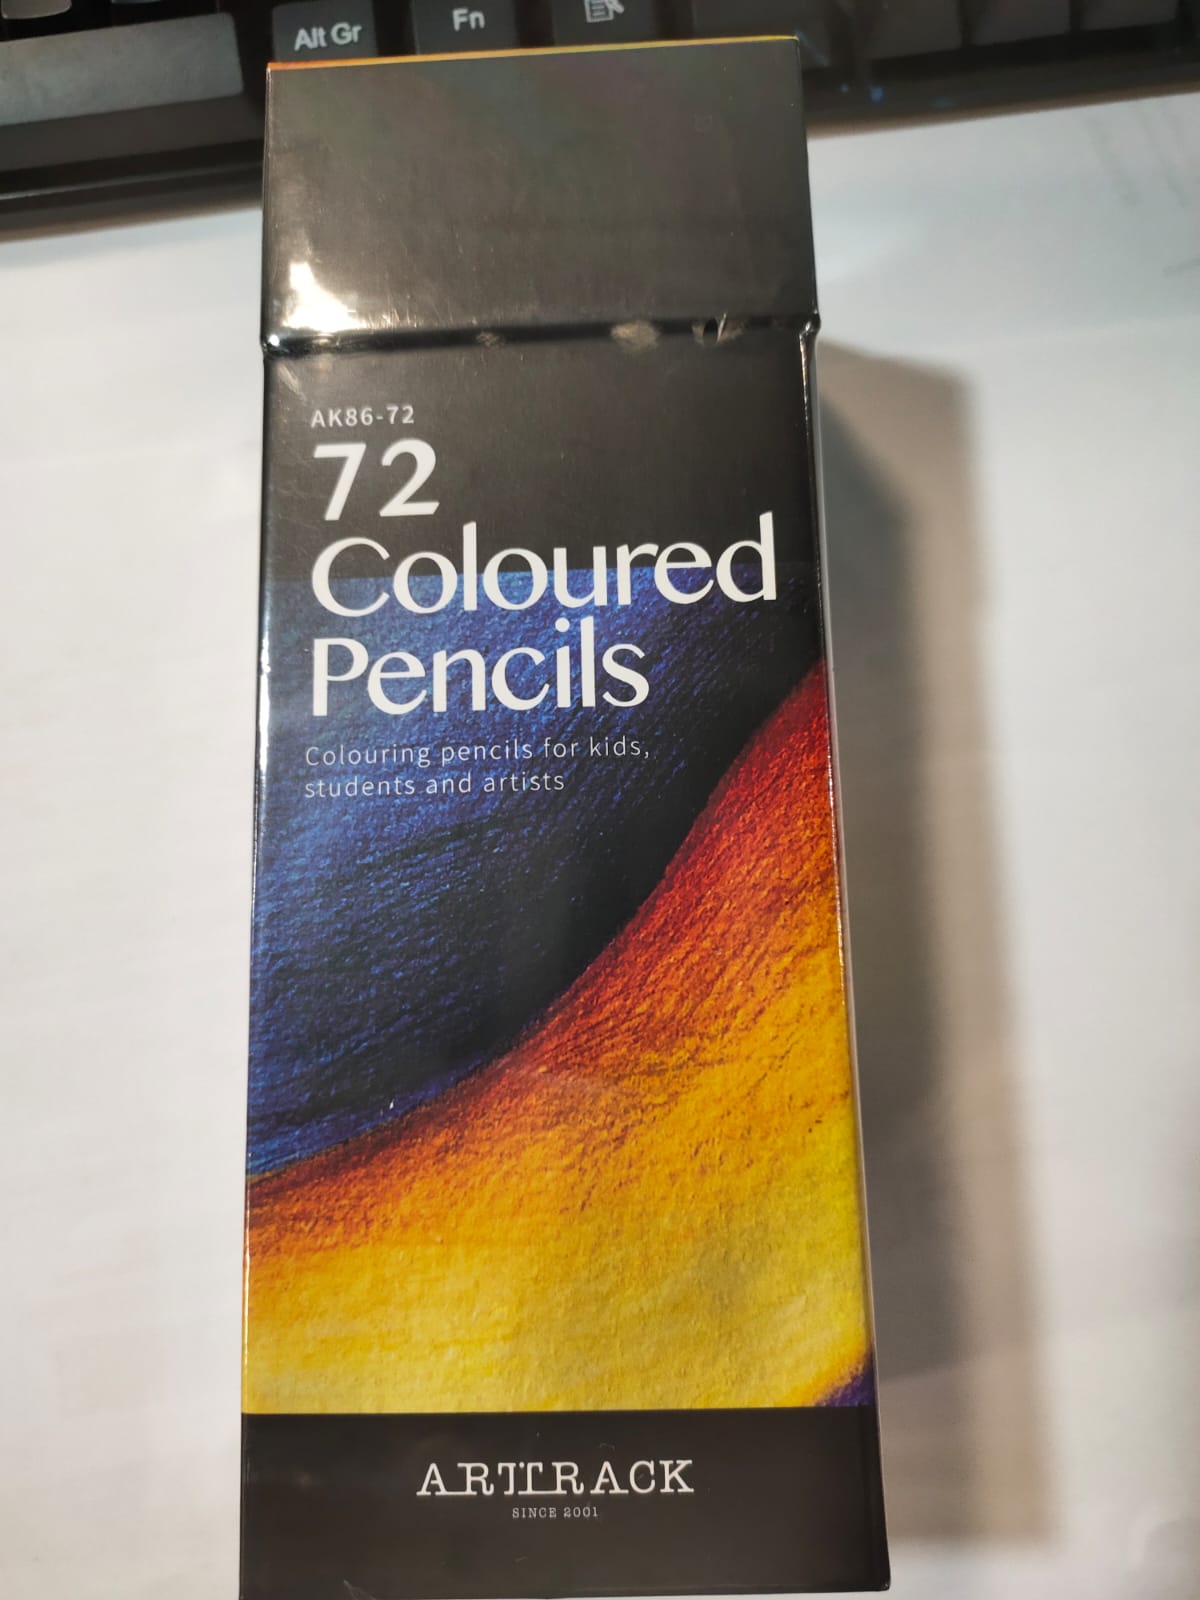 Alt Gr
Fn
AK86-72
72
Coloured
Pencils
Colouring pencils for kids,
students and artists
ARTTRACK
SINCE 2001